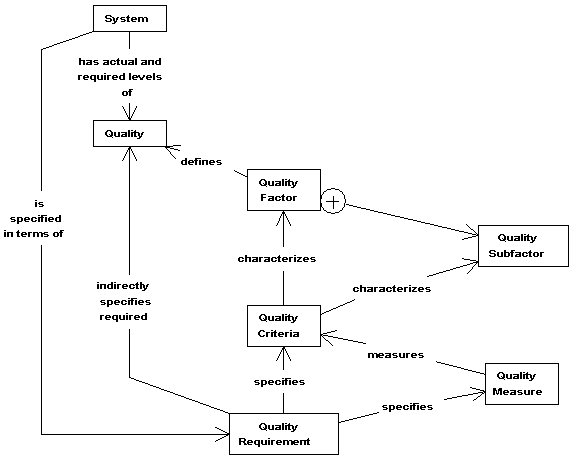 System
has actual and
required levels
of
Quality
defines
Quality
Factor
is
specified
in terms of
Quality
Subfactor
characterizes
indirectly
specifies
required
characterizes
Quality
Criteria
measures
specifies
Quality
Measure
specifies
Quality
Requirement